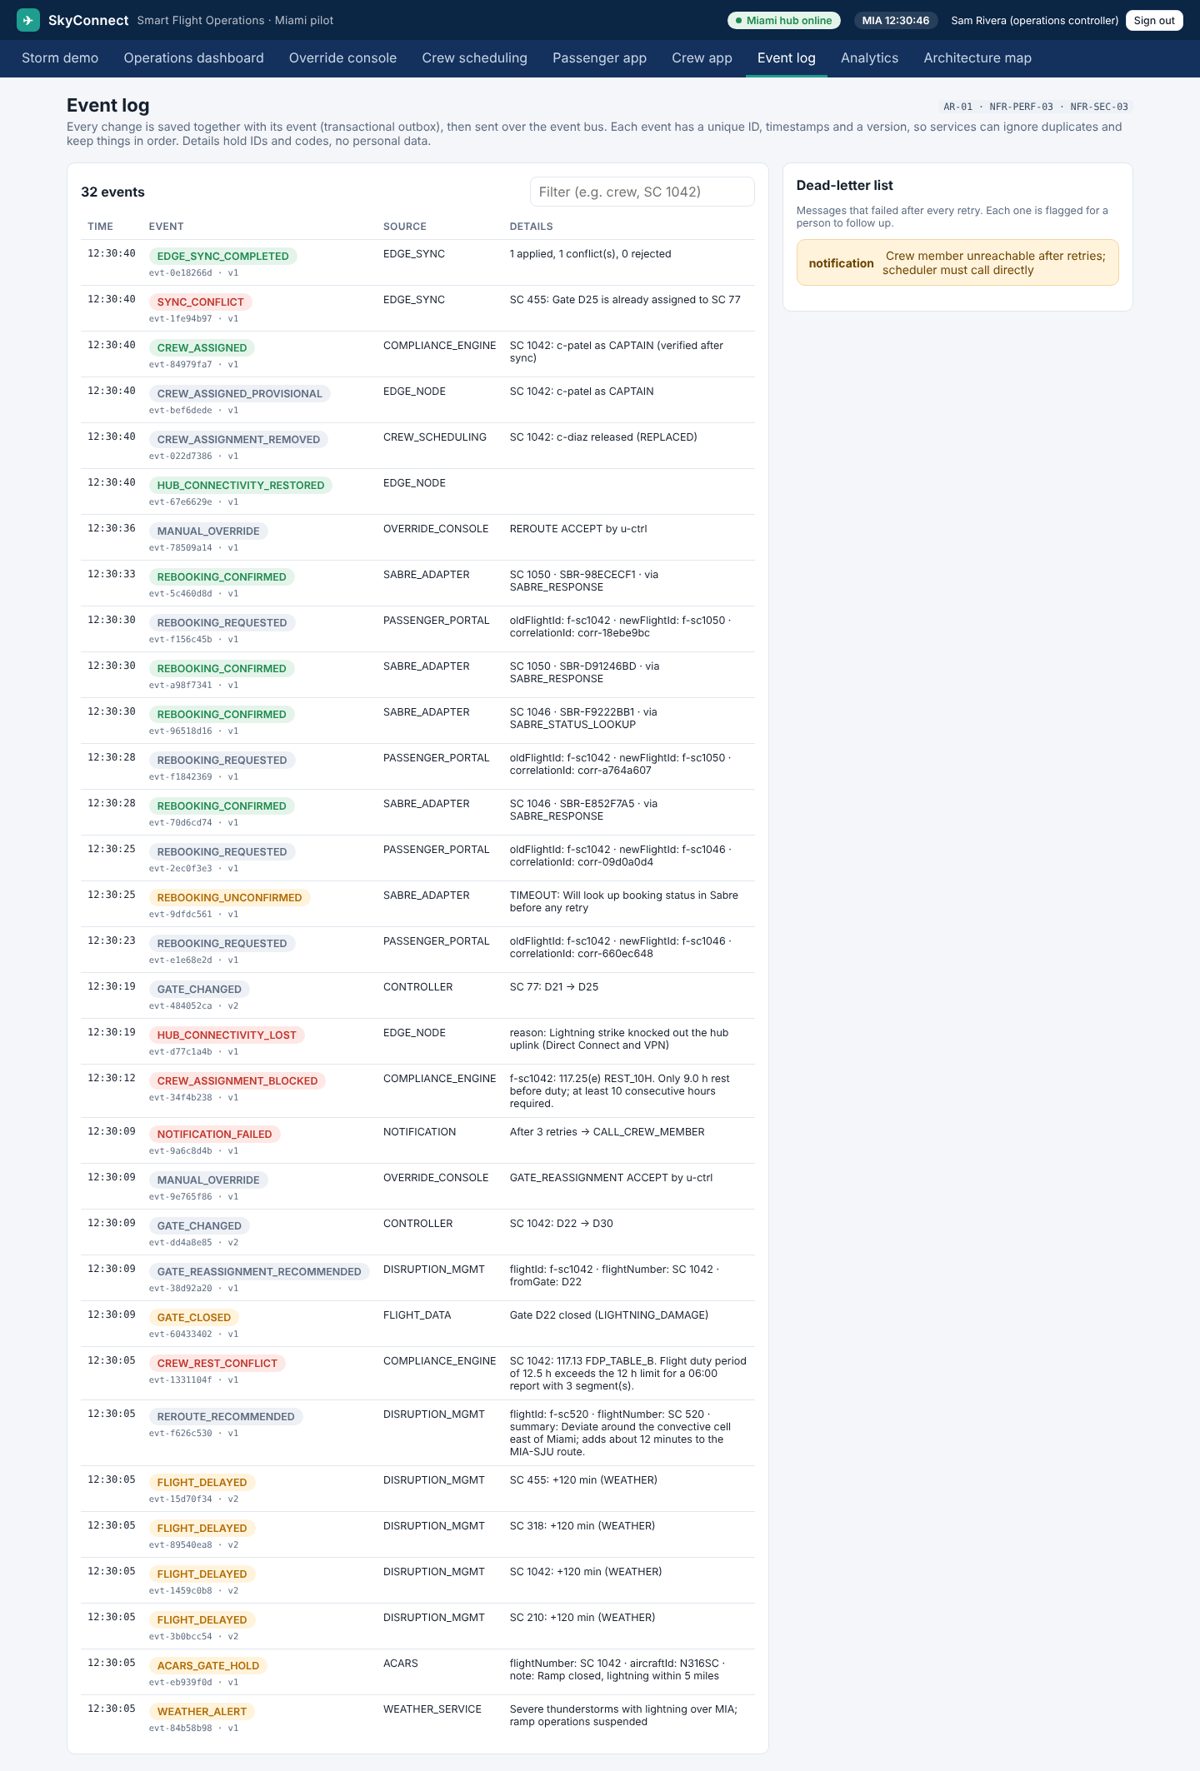 SkyConnect Smart Flight Operations · Miami pilot
Miami hub online
MIA 12:30:46
Sam Rivera (operations controller)
Sign out
Storm demo
Operations dashboard
Override console
Crew scheduling
Passenger app
Crew app
Event log
Analytics
Architecture map
Event log
AR-01 · NFR-PERF-03 · NFR-SEC-03
Every change is saved together with its event (transactional outbox), then sent over the event bus. Each event has a unique ID, timestamps and a version, so services can ignore duplicates and
keep things in order. Details hold IDs and codes, no personal data.
32 events
Filter (e.g. crew, SC 1042)
TIME EVENT SOURCE DETAILS
12:30:40 EDGE_SYNC_COMPLETED EDGE_SYNC 1 applied, 1 conflict(s), 0 rejected
evt-0e18266d · v1
12:30:40 SYNC_CONFLICT EDGE_SYNC SC 455: Gate D25 is already assigned to SC 77
evt-1fe94b97 · v1
12:30:40 CREW_ASSIGNED COMPLIANCE_ENGINE SC 1042: c-patel as CAPTAIN (verified after
sync)
evt-84979fa7 · v1
12:30:40 CREW_ASSIGNED_PROVISIONAL EDGE_NODE SC 1042: c-patel as CAPTAIN
evt-bef6dede · v1
12:30:40 CREW_ASSIGNMENT_REMOVED CREW_SCHEDULING SC 1042: c-diaz released (REPLACED)
evt-022d7386 · v1
12:30:40 HUB_CONNECTIVITY_RESTORED EDGE_NODE
evt-67e6629e · v1
12:30:36 MANUAL_OVERRIDE OVERRIDE_CONSOLE REROUTE ACCEPT by u-ctrl
evt-78509a14 · v1
12:30:33 REBOOKING_CONFIRMED SABRE_ADAPTER SC 1050 · SBR-98ECECF1 · via
SABRE_RESPONSE
evt-5c460d8d · v1
12:30:30 REBOOKING_REQUESTED PASSENGER_PORTAL oldFlightId: f-sc1042 · newFlightId: f-sc1050 ·
correlationId: corr-18ebe9bc
evt-f156c45b · v1
12:30:30 REBOOKING_CONFIRMED SABRE_ADAPTER SC 1050 · SBR-D91246BD · via
SABRE_RESPONSE
evt-a98f7341 · v1
12:30:30 REBOOKING_CONFIRMED SABRE_ADAPTER SC 1046 · SBR-F9222BB1 · via
SABRE_STATUS_LOOKUP
evt-96518d16 · v1
12:30:28 REBOOKING_REQUESTED PASSENGER_PORTAL oldFlightId: f-sc1042 · newFlightId: f-sc1050 ·
correlationId: corr-a764a607
evt-f1842369 · v1
12:30:28 REBOOKING_CONFIRMED SABRE_ADAPTER SC 1046 · SBR-E852F7A5 · via
SABRE_RESPONSE
evt-70d6cd74 · v1
12:30:25 REBOOKING_REQUESTED PASSENGER_PORTAL oldFlightId: f-sc1042 · newFlightId: f-sc1046 ·
correlationId: corr-09d0a0d4
evt-2ec0f3e3 · v1
12:30:25 REBOOKING_UNCONFIRMED SABRE_ADAPTER TIMEOUT: Will look up booking status in Sabre
before any retry
evt-9dfdc561 · v1
12:30:23 REBOOKING_REQUESTED PASSENGER_PORTAL oldFlightId: f-sc1042 · newFlightId: f-sc1046 ·
correlationId: corr-660ec648
evt-e1e68e2d · v1
12:30:19 GATE_CHANGED CONTROLLER SC 77: D21 → D25
evt-484052ca · v2
12:30:19 HUB_CONNECTIVITY_LOST EDGE_NODE reason: Lightning strike knocked out the hub
uplink (Direct Connect and VPN)
evt-d77c1a4b · v1
12:30:12 CREW_ASSIGNMENT_BLOCKED COMPLIANCE_ENGINE f-sc1042: 117.25(e) REST_10H. Only 9.0 h rest
before duty; at least 10 consecutive hours
required.
evt-34f4b238 · v1
12:30:09 NOTIFICATION_FAILED NOTIFICATION After 3 retries → CALL_CREW_MEMBER
evt-9a6c8d4b · v1
12:30:09 MANUAL_OVERRIDE OVERRIDE_CONSOLE GATE_REASSIGNMENT ACCEPT by u-ctrl
evt-9e765f86 · v1
12:30:09 GATE_CHANGED CONTROLLER SC 1042: D22 → D30
evt-dd4a8e85 · v2
12:30:09 GATE_REASSIGNMENT_RECOMMENDED DISRUPTION_MGMT flightId: f-sc1042 · flightNumber: SC 1042 ·
fromGate: D22
evt-38d92a20 · v1
12:30:09 GATE_CLOSED FLIGHT_DATA Gate D22 closed (LIGHTNING_DAMAGE)
evt-60433402 · v1
12:30:05 CREW_REST_CONFLICT COMPLIANCE_ENGINE SC 1042: 117.13 FDP_TABLE_B. Flight duty period
of 12.5 h exceeds the 12 h limit for a 06:00
report with 3 segment(s).
evt-1331104f · v1
12:30:05 REROUTE_RECOMMENDED DISRUPTION_MGMT flightId: f-sc520 · flightNumber: SC 520 ·
summary: Deviate around the convective cell
east of Miami; adds about 12 minutes to the
MIA-SJU route.
evt-f626c530 · v1
12:30:05 FLIGHT_DELAYED DISRUPTION_MGMT SC 455: +120 min (WEATHER)
evt-15d70f34 · v2
12:30:05 FLIGHT_DELAYED DISRUPTION_MGMT SC 318: +120 min (WEATHER)
evt-89540ea8 · v2
12:30:05 FLIGHT_DELAYED DISRUPTION_MGMT SC 1042: +120 min (WEATHER)
evt-1459c0b8 · v2
12:30:05 FLIGHT_DELAYED DISRUPTION_MGMT SC 210: +120 min (WEATHER)
evt-3b0bcc54 · v2
12:30:05 ACARS_GATE_HOLD ACARS flightNumber: SC 1042 · aircraftId: N316SC ·
note: Ramp closed, lightning within 5 miles
evt-eb939f0d · v1
12:30:05 WEATHER_ALERT WEATHER_SERVICE Severe thunderstorms with lightning over MIA;
ramp operations suspended
evt-84b58b98 · v1
Dead-letter list
Messages that failed after every retry. Each one is flagged for a
person to follow up.
notification Crew member unreachable after retries;
scheduler must call directly